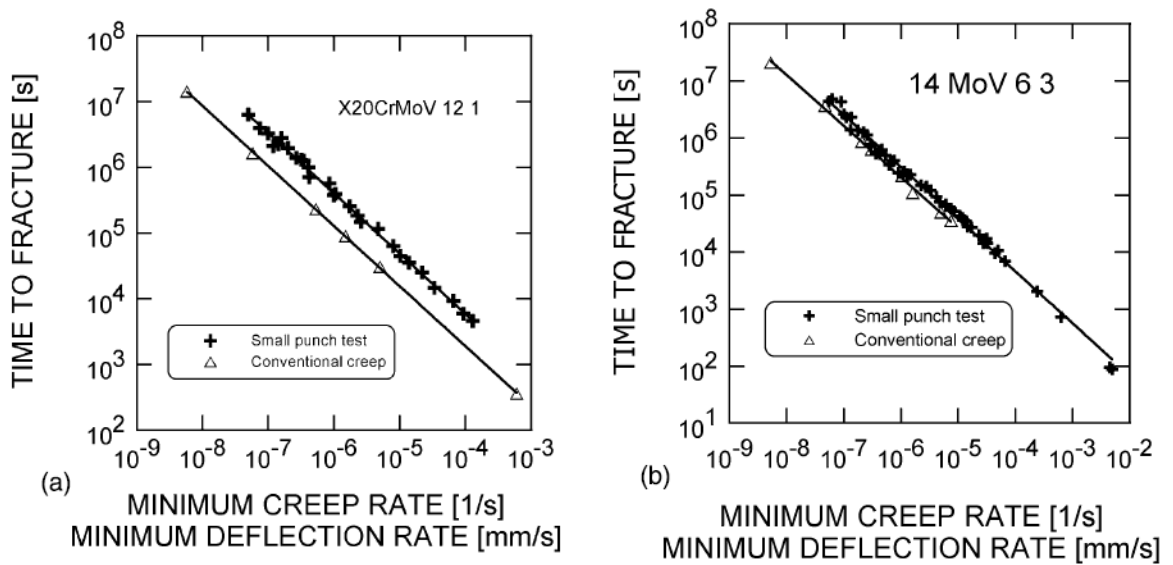 TIME TO FRACTURE [s]
10^8
10^7
10^6
10^5
10^4
10^3
10^2
X20CrMoV 12 1
Small punch test
Conventional creep
10^-9 10^-8 10^-7 10^-6 10^-5 10^-4 10^-3
(a)
MINIMUM CREEP RATE [1/s]
MINIMUM DEFLECTION RATE [mm/s]
TIME TO FRACTURE [s]
10^8
10^7
10^6
10^5
10^4
10^3
10^2
10^1
14 MoV 6 3
Small punch test
Conventional creep
10^-9 10^-8 10^-7 10^-6 10^-5 10^-4 10^-3 10^-2
(b)
MINIMUM CREEP RATE [1/s]
MINIMUM DEFLECTION RATE [mm/s]